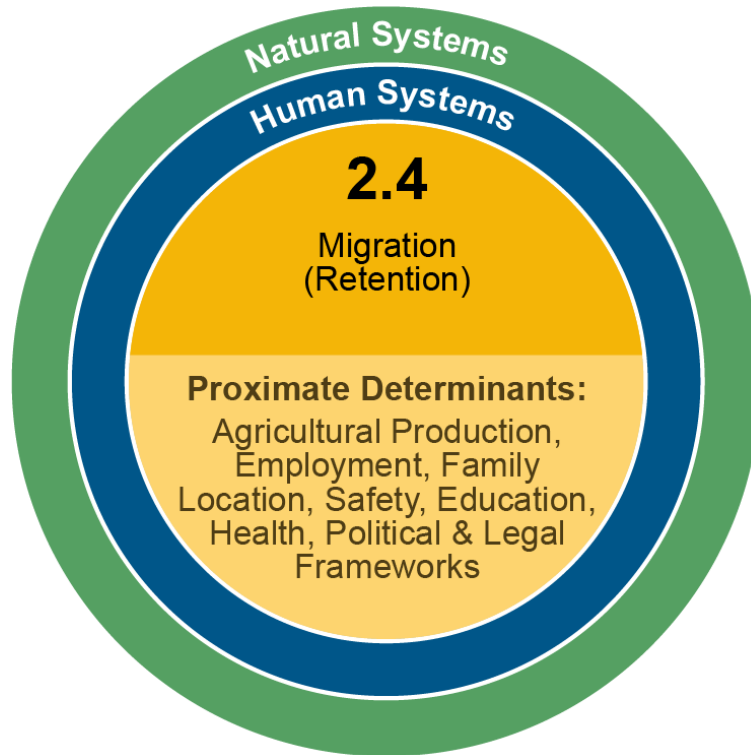 Natural Systems
Human Systems
2.4
Migration
(Retention)
Proximate Determinants:
Agricultural Production,
Employment, Family
Location, Safety, Education,
Health, Political & Legal
Frameworks